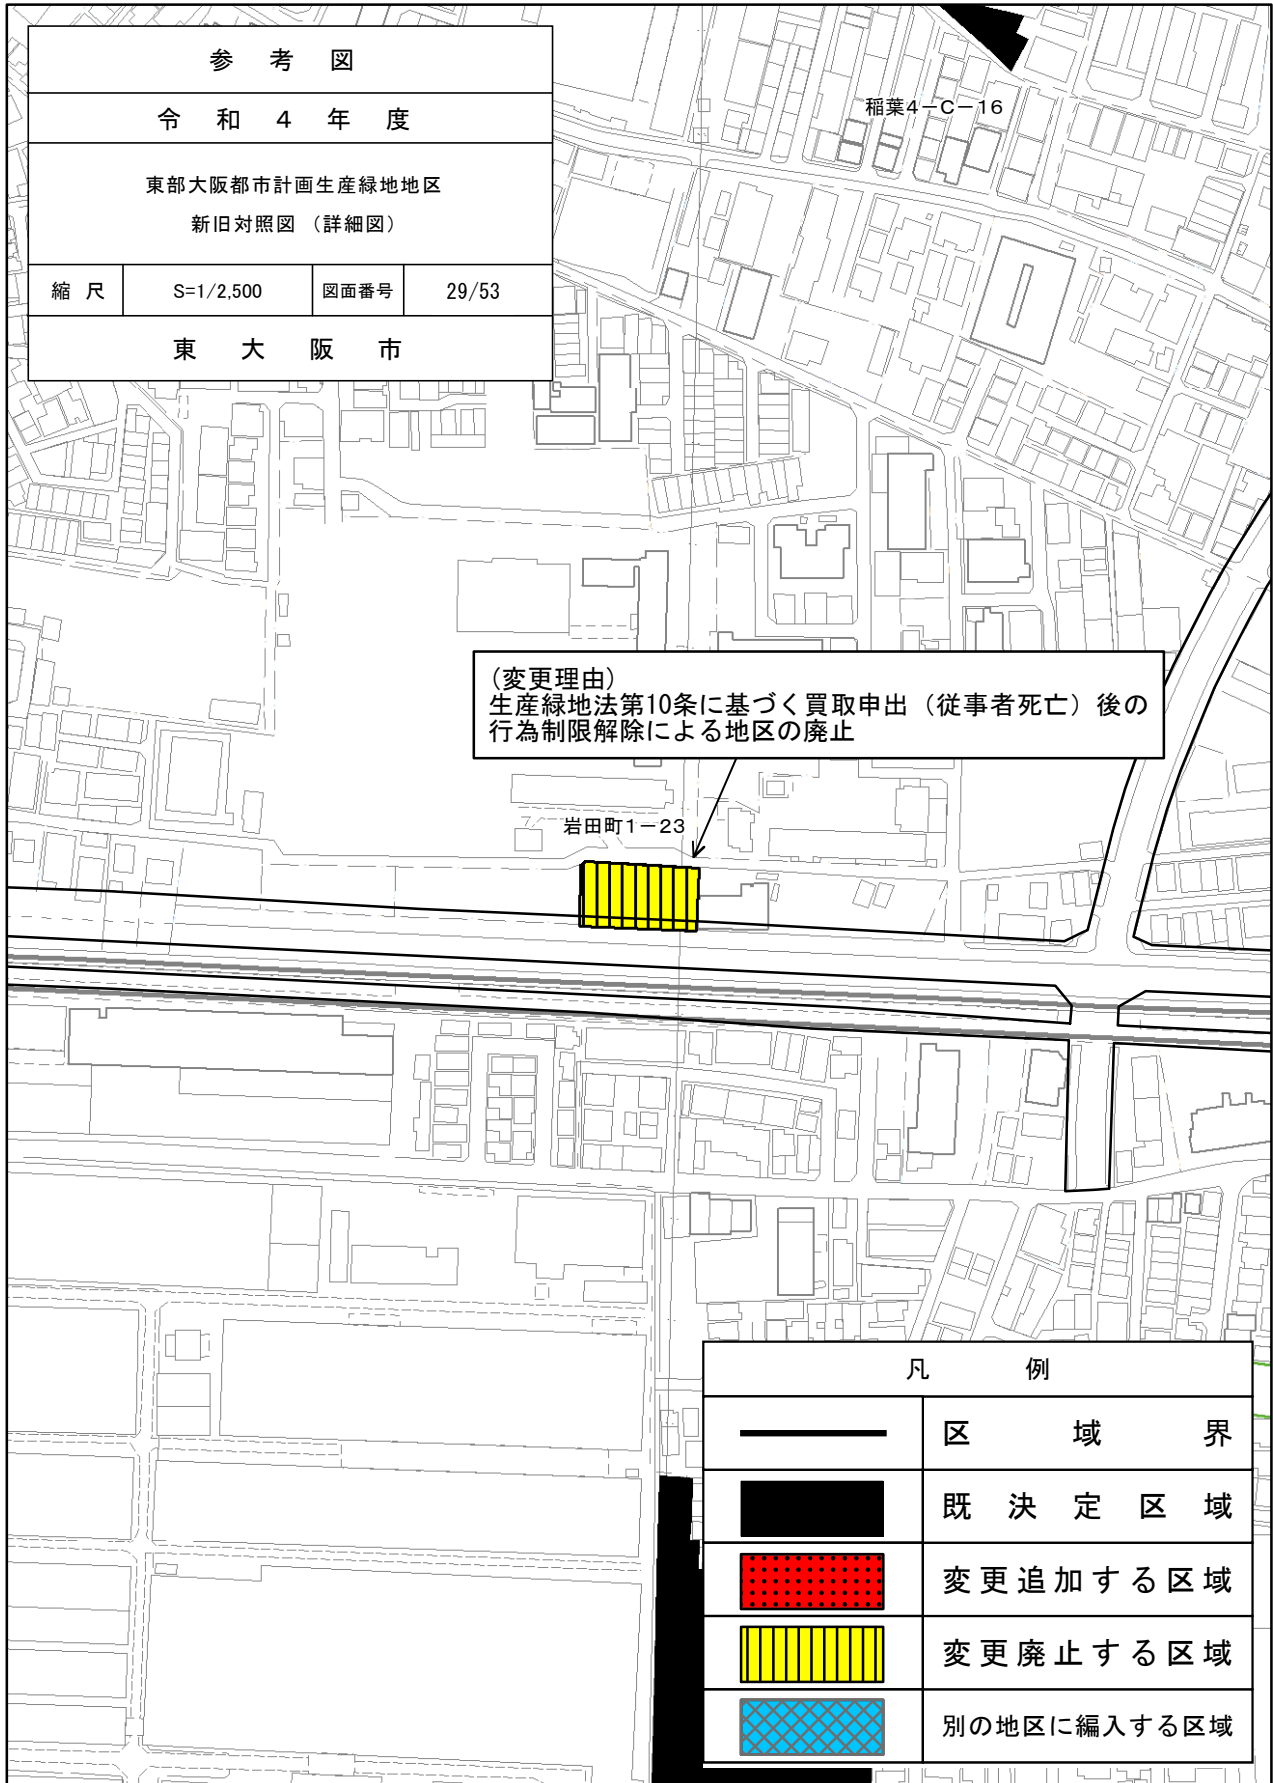 参考図
令和4年度
東部大阪都市計画生産緑地地区
新旧対照図 (詳細図)
縮尺 S=1/2,500 図面番号 29/53
東大阪市
稲葉4-C-16
(変更理由)
生産緑地法第10条に基づく買取申出(従事者死亡)後の
行為制限解除による地区の廃止
岩田町1-23
凡例
区域界
既決定区域
変更追加する区域
変更廃止する区域
別の地区に編入する区域